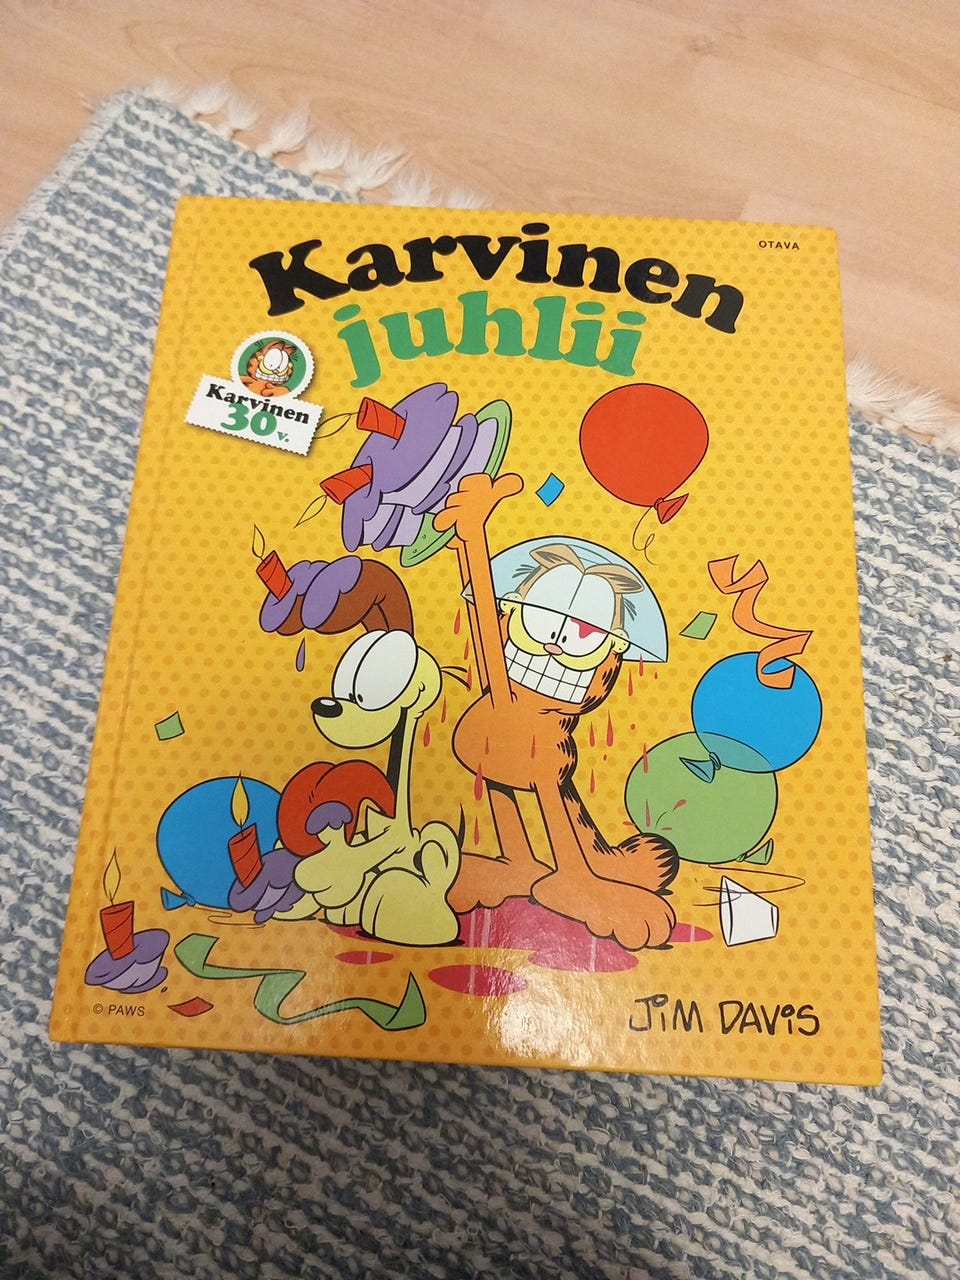 OTAVA
Karvinen
juhlii
Karvinen
30 v.
© PAWS
JIM DAVIS